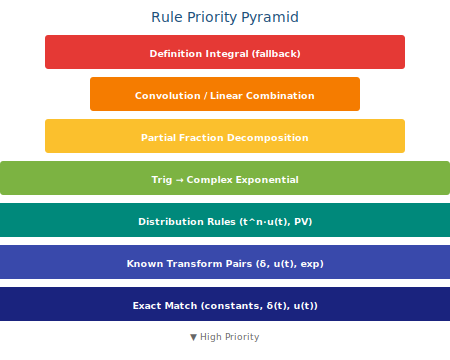 Rule Priority Pyramid
Definition Integral (fallback)
Convolution / Linear Combination
Partial Fraction Decomposition
Trig → Complex Exponential
Distribution Rules (t^n·u(t), PV)
Known Transform Pairs (δ, u(t), exp)
Exact Match (constants, δ(t), u(t))
▼ High Priority